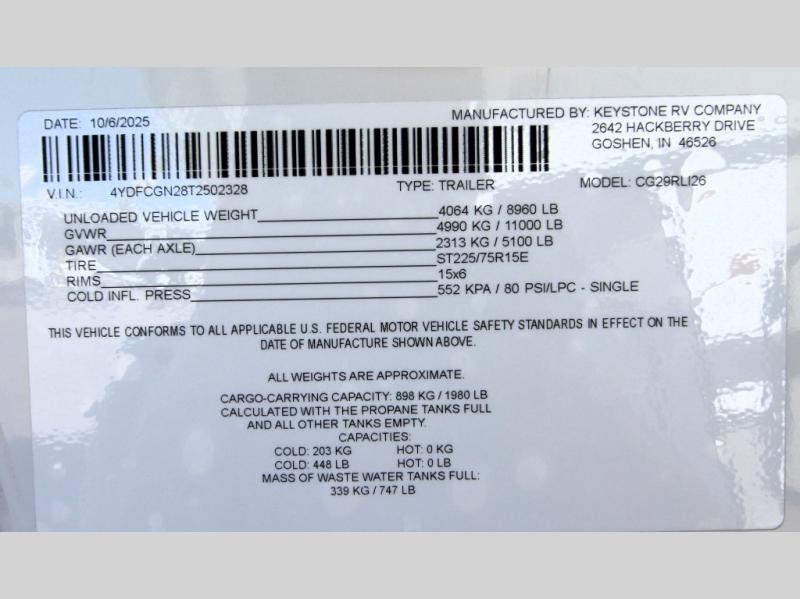 DATE: 10/6/2025
MANUFACTURED BY: KEYSTONE RV COMPANY
2642 HACKBERRY DRIVE
GOSHEN, IN 46526
V.I.N.: 4YDFCGN28T2502328 TYPE: TRAILER MODEL: CG29RLI26
UNLOADED VEHICLE WEIGHT 4064 KG / 8960 LB
GVWR 4990 KG / 11000 LB
GAWR (EACH AXLE) 2313 KG / 5100 LB
TIRE ST225/75R15E
RIMS 15x6
COLD INFL. PRESS 552 KPA / 80 PSI/LPC - SINGLE
THIS VEHICLE CONFORMS TO ALL APPLICABLE U.S. FEDERAL MOTOR VEHICLE SAFETY STANDARDS IN EFFECT ON THE
DATE OF MANUFACTURE SHOWN ABOVE.
ALL WEIGHTS ARE APPROXIMATE.
CARGO-CARRYING CAPACITY: 898 KG / 1980 LB
CALCULATED WITH THE PROPANE TANKS FULL
AND ALL OTHER TANKS EMPTY.
CAPACITIES:
COLD: 203 KG HOT: 0 KG
COLD: 448 LB HOT: 0 LB
MASS OF WASTE WATER TANKS FULL:
339 KG / 747 LB